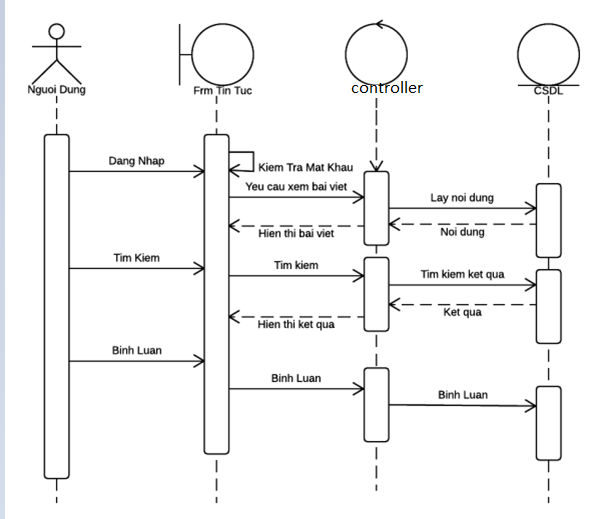 Nguoi Dung
Frm Tin Tuc
controller
CSDL
Dang Nhap
Kiem Tra Mat Khau
Yeu cau xem bai viet
Lay noi dung
Hien thi bai viet
Noi dung
Tim Kiem
Tim kiem
Tim kiem ket qua
Ket qua
Hien thi ket qua
Binh Luan
Binh Luan
Binh Luan